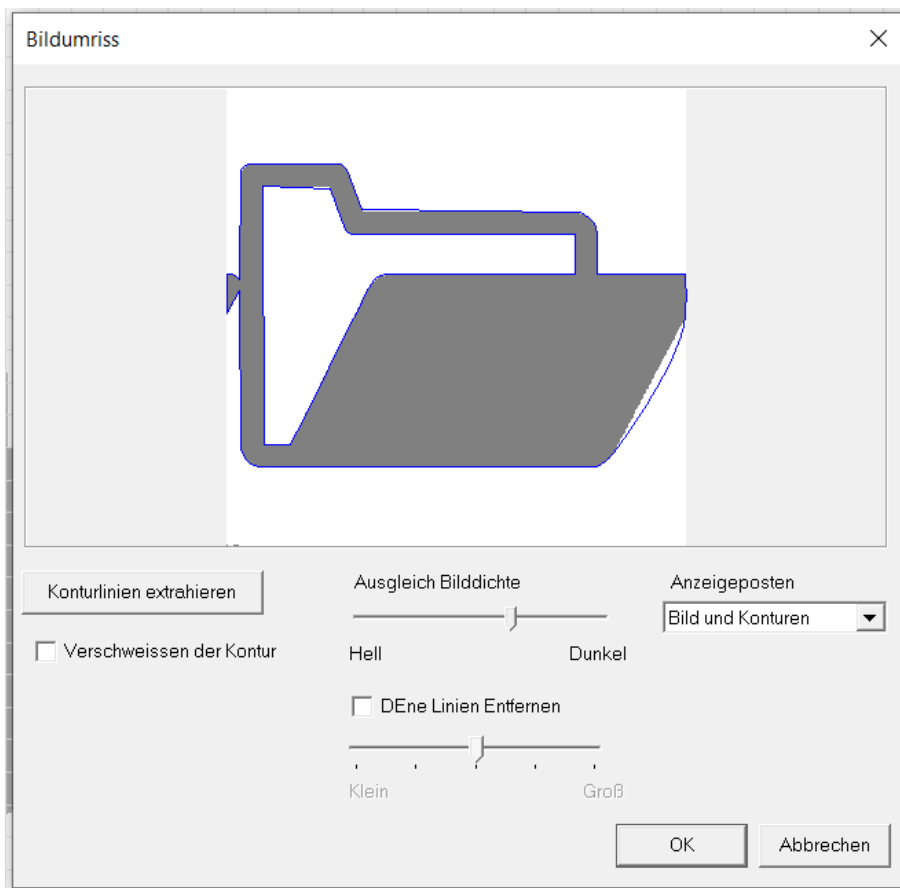 Bildumriss
Konturlinien extrahieren
Verschweissen der Kontur
Ausgleich Bilddichte
Hell Dunkel
DEne Linien Entfernen
Klein Groß
Anzeigeposten
Bild und Konturen
OK Abbrechen